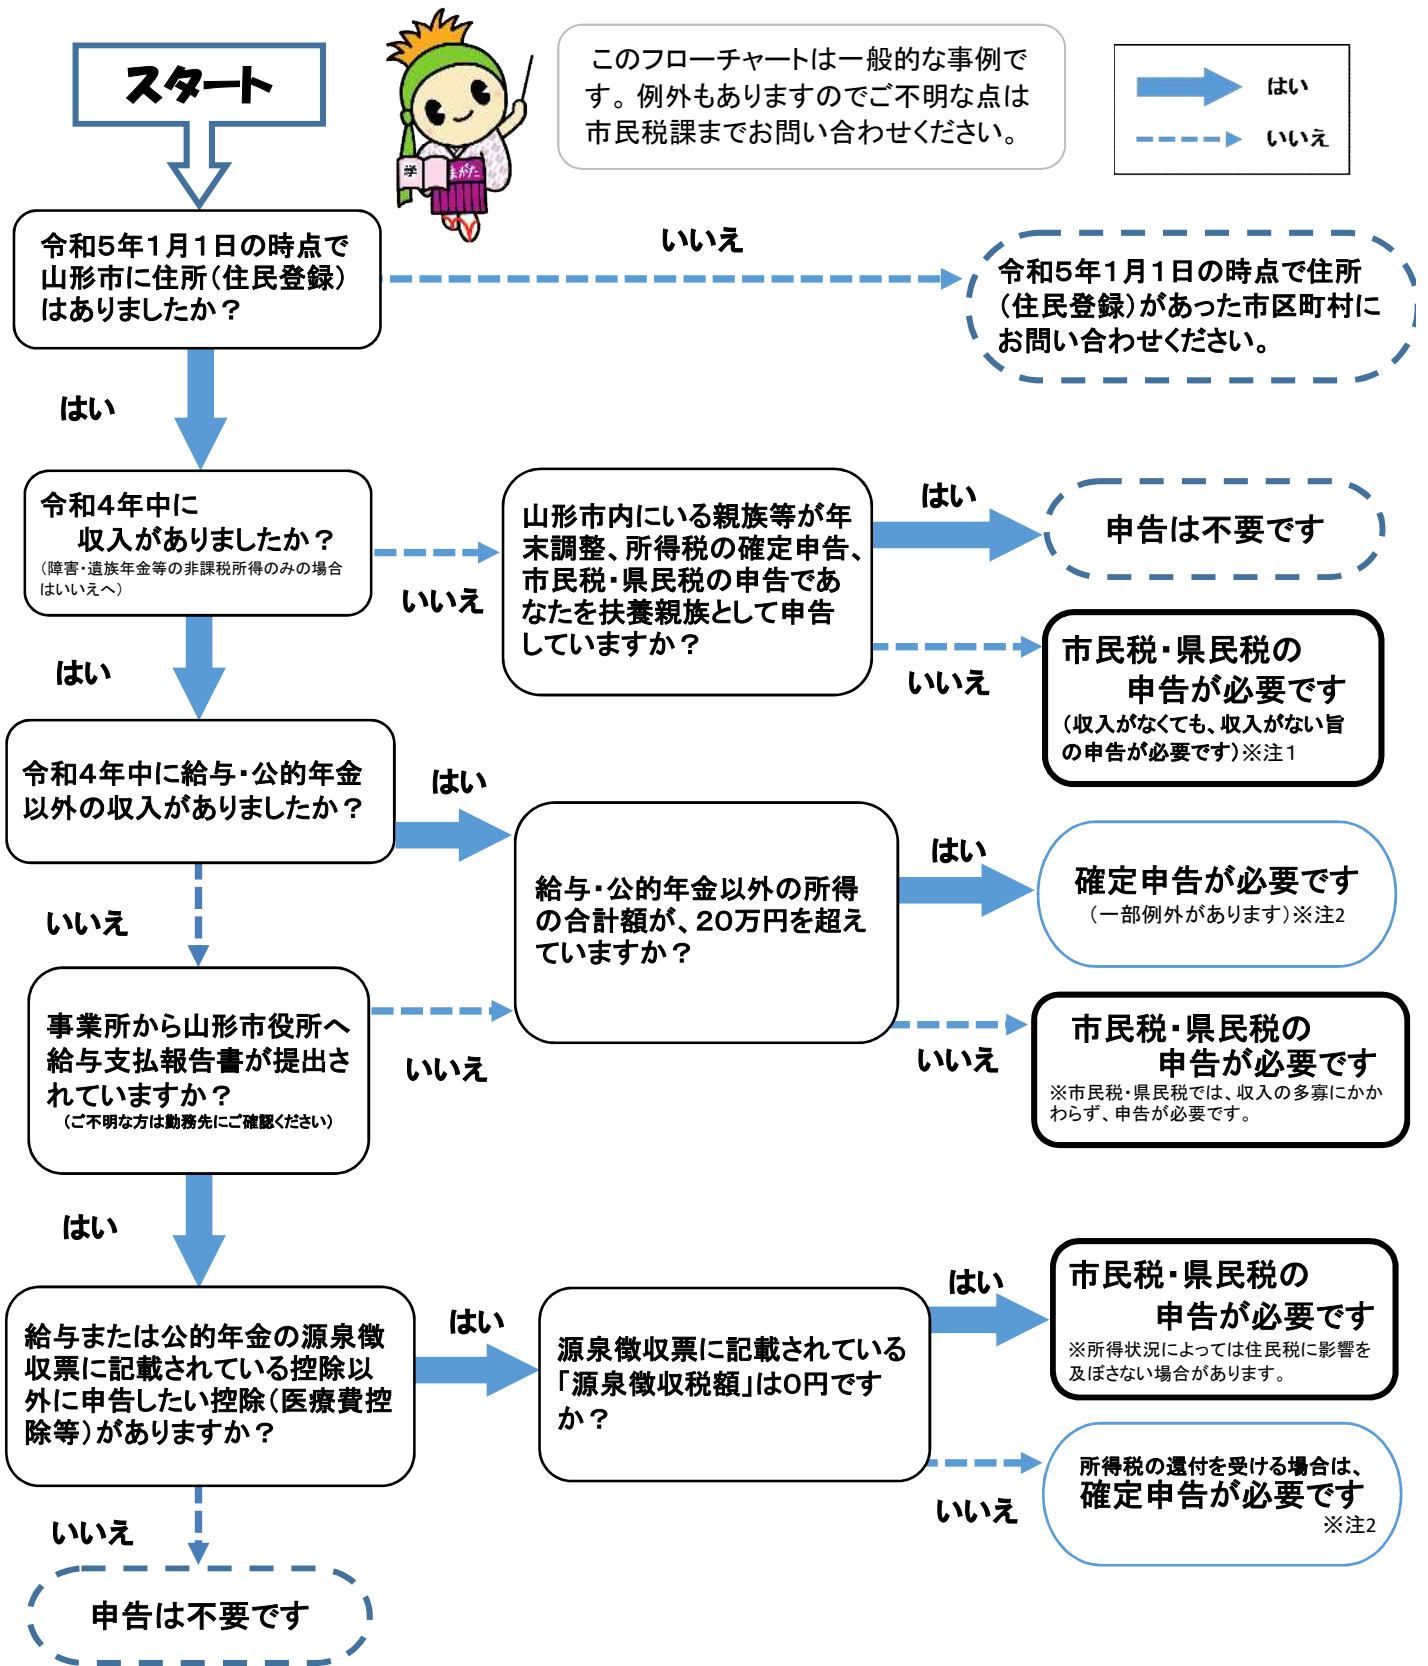 スタート
このフローチャートは一般的な事例で
す。例外もありますのでご不明な点は
市民税課までお問い合わせください。
はい
いいえ
学
まがた
令和5年1月1日の時点で
山形市に住所(住民登録)
はありましたか?
いいえ
令和5年1月1日の時点で住所
(住民登録)があった市区町村に
お問い合わせください。
はい
令和4年中に
収入がありましたか?
(障害・遺族年金等の非課税所得のみの場合
はいいえへ)
いいえ
山形市内にいる親族等が年
末調整、所得税の確定申告、
市民税・県民税の申告であ
なたを扶養親族として申告
していますか?
はい
申告は不要です
いいえ
市民税・県民税の
申告が必要です
(収入がなくても、収入がない旨
の申告が必要です)※注1
はい
令和4年中に給与・公的年金
以外の収入がありましたか?
はい
給与・公的年金以外の所得
の合計額が、20万円を超え
ていますか?
はい
確定申告が必要です
(一部例外があります)※注2
いいえ
事業所から山形市役所へ
給与支払報告書が提出さ
れていますか?
(ご不明な方は勤務先にご確認ください)
いいえ
いいえ
市民税・県民税の
申告が必要です
※市民税・県民税では、収入の多寡にかか
わらず、申告が必要です。
はい
給与または公的年金の源泉徴
収票に記載されている控除以
外に申告したい控除(医療費控
除等)がありますか?
はい
源泉徴収票に記載されている
「源泉徴収税額」は0円です
か?
はい
市民税・県民税の
申告が必要です
※所得状況によっては住民税に影響を
及ぼさない場合があります。
いいえ
所得税の還付を受ける場合は、
確定申告が必要です
※注2
いいえ
申告は不要です